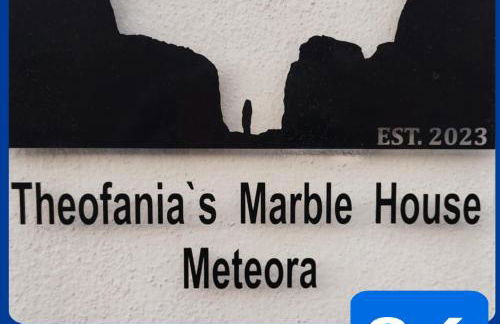 EST. 2023
Theofania`s Marble House
Meteora